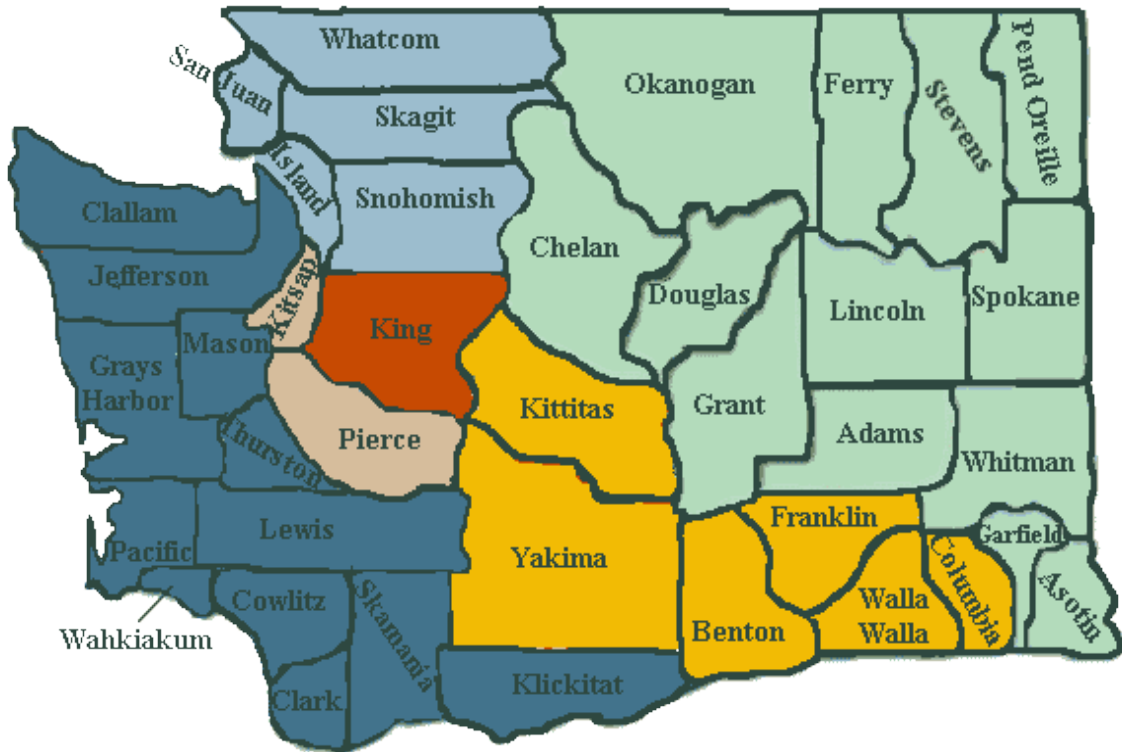 Whatcom
San Juan
Skagit
Island
Snohomish
Okanogan
Ferry
Stevens
Pend Oreille
Clallam
Jefferson
Kitsap
Chelan
Douglas
Lincoln
Spokane
King
Mason
Grays
Harbor
Kittitas
Grant
Adams
Pierce
Thurston
Whitman
Lewis
Pacific
Yakima
Franklin
Garfield
Columbia
Asotin
Cowlitz
Skamania
Wahkiakum
Walla
Walla
Benton
Clark
Klickitat